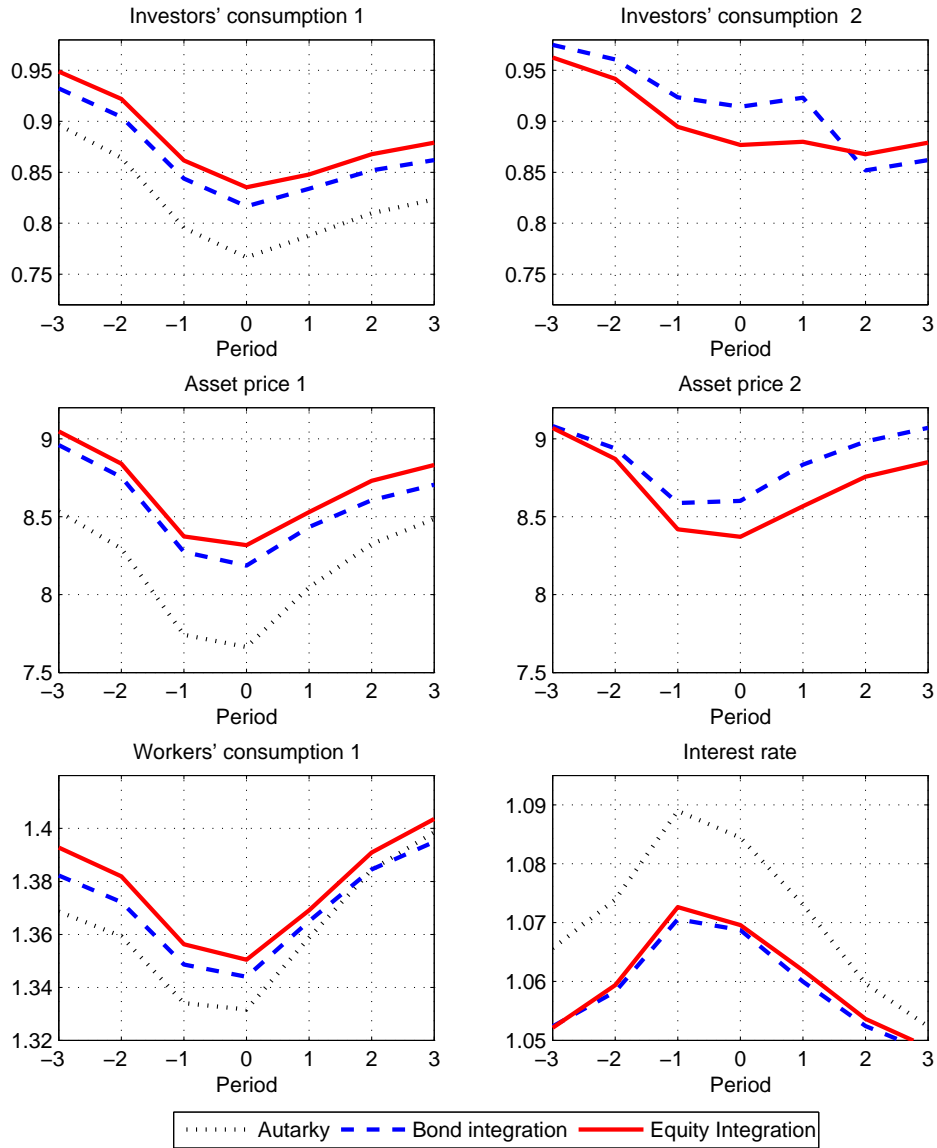 Investors' consumption 1
0.95
0.9
0.85
0.8
0.75
−3 −2 −1 0 1 2 3
Period
Investors' consumption 2
0.95
0.9
0.85
0.8
0.75
−3 −2 −1 0 1 2 3
Period
Asset price 1
9
8.5
8
7.5
−3 −2 −1 0 1 2 3
Period
Asset price 2
9
8.5
8
7.5
−3 −2 −1 0 1 2 3
Period
Workers' consumption 1
1.4
1.38
1.36
1.34
1.32
−3 −2 −1 0 1 2 3
Period
Interest rate
1.09
1.08
1.07
1.06
1.05
−3 −2 −1 0 1 2 3
Period
Autarky Bond integration Equity Integration